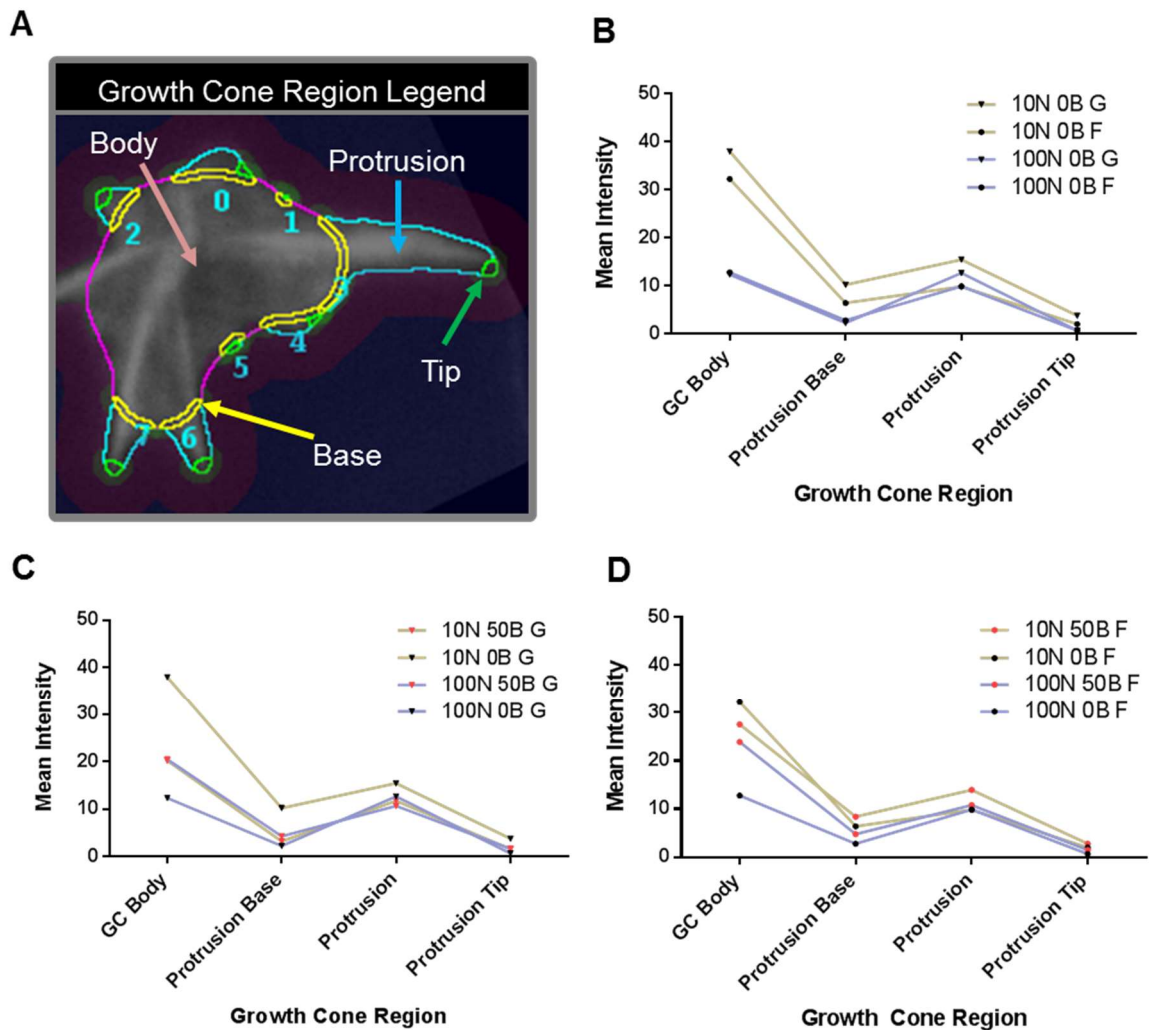 A
Growth Cone Region Legend
Body
Protrusion
0
1
2
3
4
5
Tip
7
6
Base
B
50
40
30
20
10
0
Mean Intensity
10N 0B G
10N 0B F
100N 0B G
100N 0B F
GC Body
Protrusion Base
Protrusion
Protrusion Tip
Growth Cone Region
C
50
40
30
20
10
0
Mean Intensity
10N 50B G
10N 0B G
100N 50B G
100N 0B G
GC Body
Protrusion Base
Protrusion
Protrusion Tip
Growth Cone Region
D
50
40
30
20
10
0
Mean Intensity
10N 50B F
10N 0B F
100N 50B F
100N 0B F
GC Body
Protrusion Base
Protrusion
Protrusion Tip
Growth Cone Region